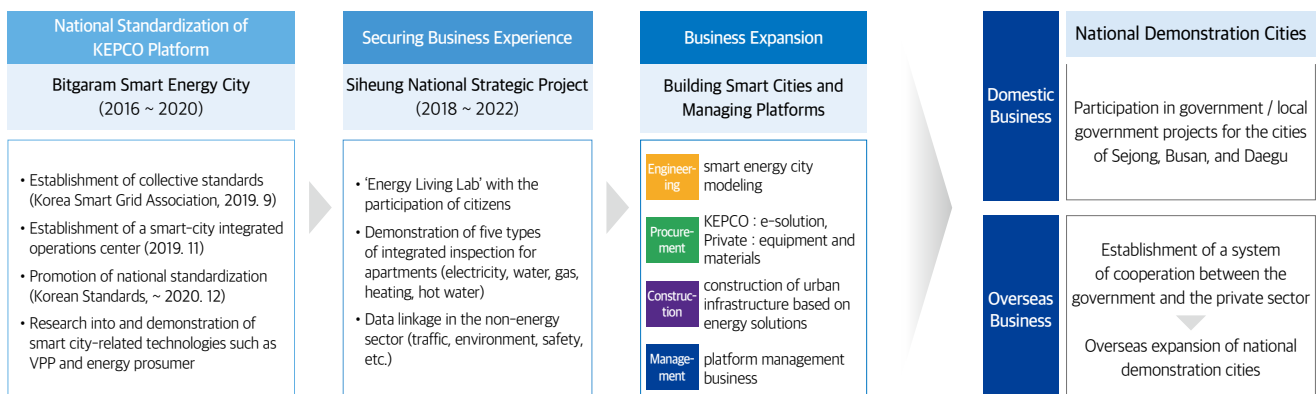 National Standardization of
KEPCO Platform
Bitgaram Smart Energy City
(2016 ~ 2020)
• Establishment of collective standards
(Korea Smart Grid Association, 2019. 9)
• Establishment of a smart-city integrated
operations center (2019. 11)
• Promotion of national standardization
(Korean Standards, ~ 2020. 12)
• Research into and demonstration of
smart city-related technologies such as
VPP and energy prosumer
Securing Business Experience
Siheung National Strategic Project
(2018 ~ 2022)
• ‘Energy Living Lab’ with the
participation of citizens
• Demonstration of five types
of integrated inspection for
apartments (electricity, water, gas,
heating, hot water)
• Data linkage in the non-energy
sector (traffic, environment, safety,
etc.)
Business Expansion
Building Smart Cities and
Managing Platforms
Engineer-
ing
smart energy city
modeling
Procure-
ment
KEPCO : e-solution,
Private : equipment and
materials
Construc-
tion
construction of urban
infrastructure based on
energy solutions
Manage-
ment
platform management
business
Domestic
Business
National Demonstration Cities
Participation in government / local
government projects for the cities
of Sejong, Busan, and Daegu
Overseas
Business
Establishment of a system
of cooperation between the
government and the private sector
Overseas expansion of national
demonstration cities